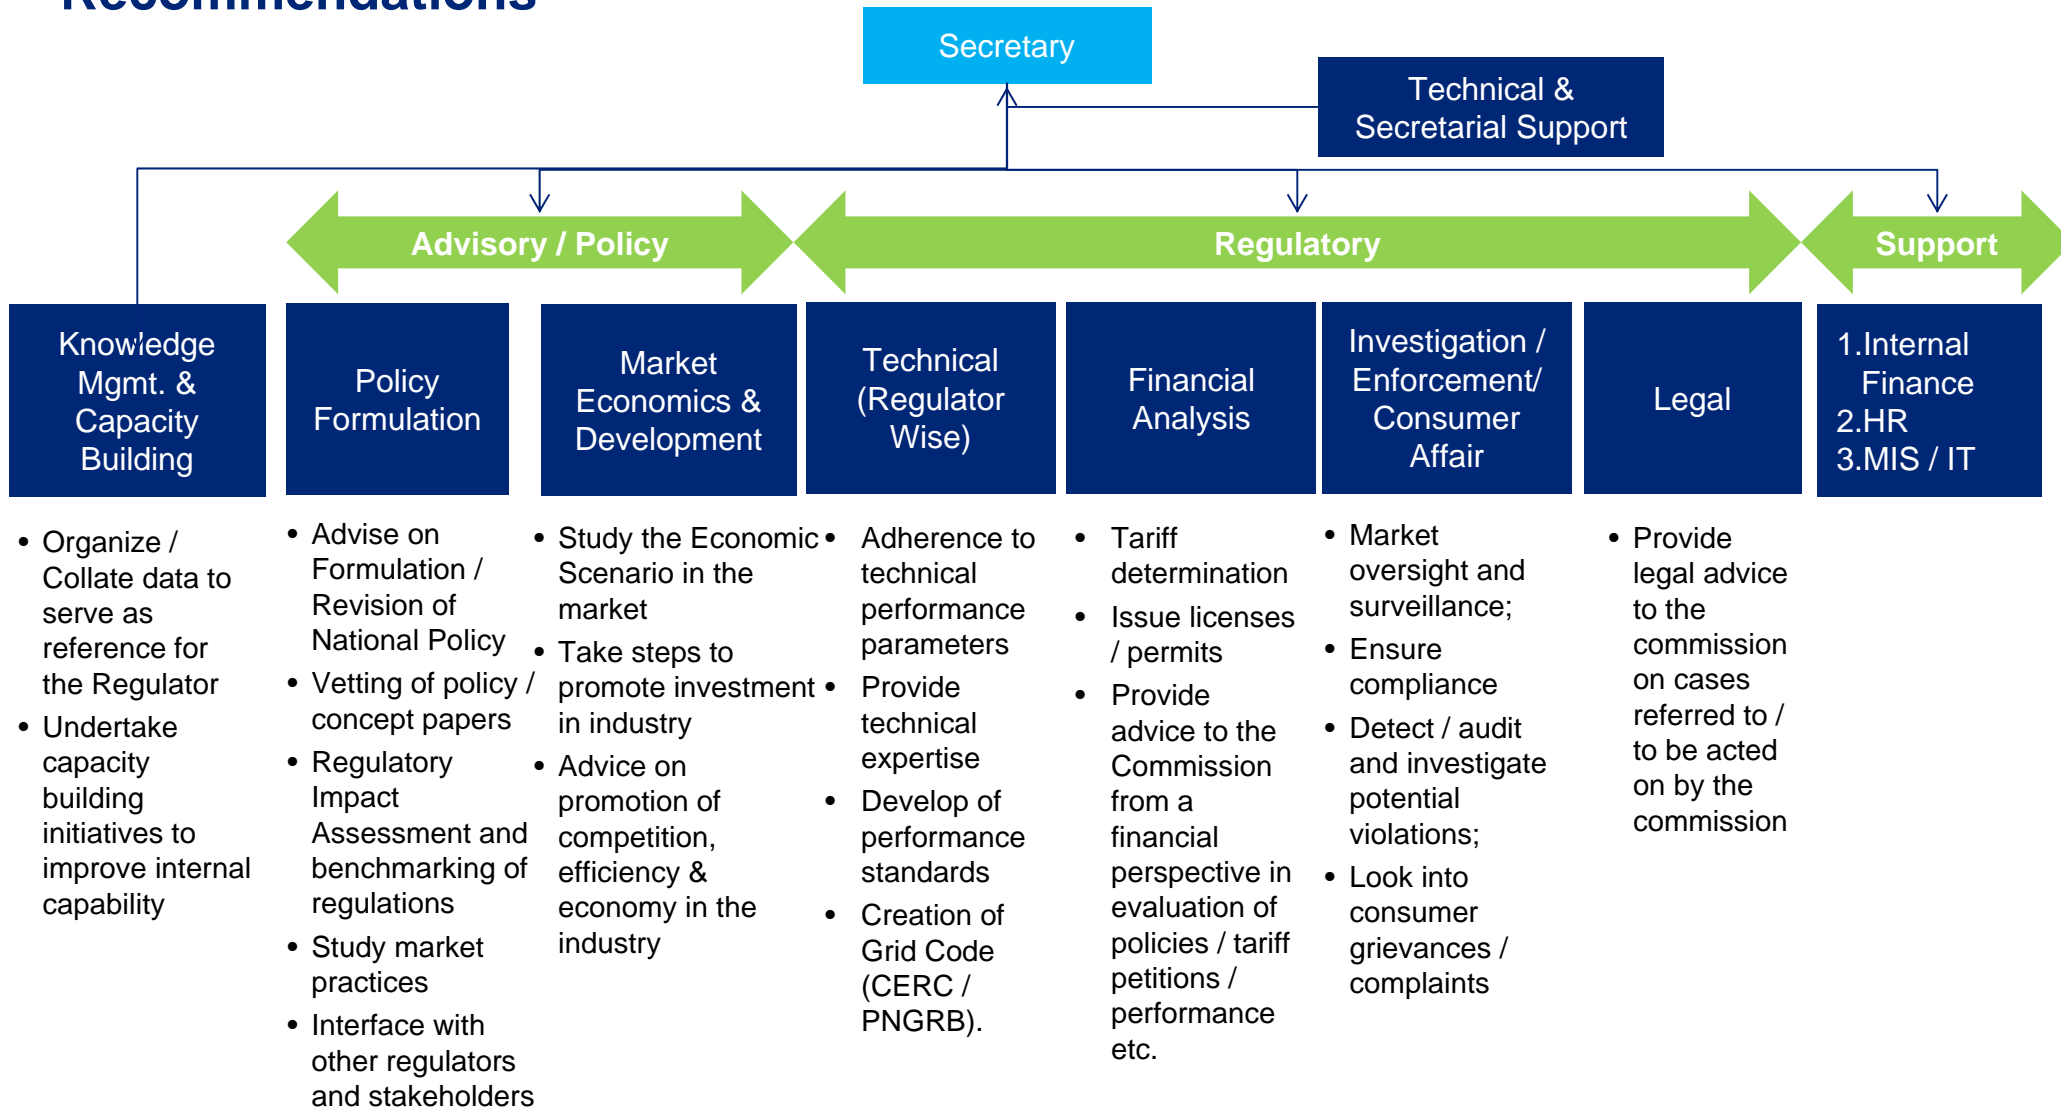 Recommendations
Secretary
Technical &
Secretarial Support
Advisory / Policy
Regulatory
Support
Knowledge
Mgmt. &
Capacity
Building
Policy
Formulation
Market
Economics &
Development
Technical
(Regulator
Wise)
Financial
Analysis
Investigation /
Enforcement/
Consumer
Affair
Legal
1.Internal
Finance
2.HR
3.MIS / IT
• Organize /
Collate data to
serve as
reference for
the Regulator
• Undertake
capacity
building
initiatives to
improve internal
capability
• Advise on
Formulation /
Revision of
National Policy
• Vetting of policy /
concept papers
• Regulatory
Impact
Assessment and
benchmarking of
regulations
• Study market
practices
• Interface with
other regulators
and stakeholders
• Study the Economic
Scenario in the
market
• Take steps to
promote investment
in industry
• Advice on
promotion of
competition,
efficiency &
economy in the
industry
• Adherence to
technical
performance
parameters
• Provide
technical
expertise
• Develop of
performance
standards
• Creation of
Grid Code
(CERC /
PNGRB).
• Tariff
determination
• Issue licenses
/ permits
• Provide
advice to the
Commission
from a
financial
perspective in
evaluation of
policies / tariff
petitions /
performance
etc.
• Market
oversight and
surveillance;
• Ensure
compliance
• Detect / audit
and investigate
potential
violations;
• Look into
consumer
grievances /
complaints
• Provide
legal advice
to the
commission
on cases
referred to /
to be acted
on by the
commission